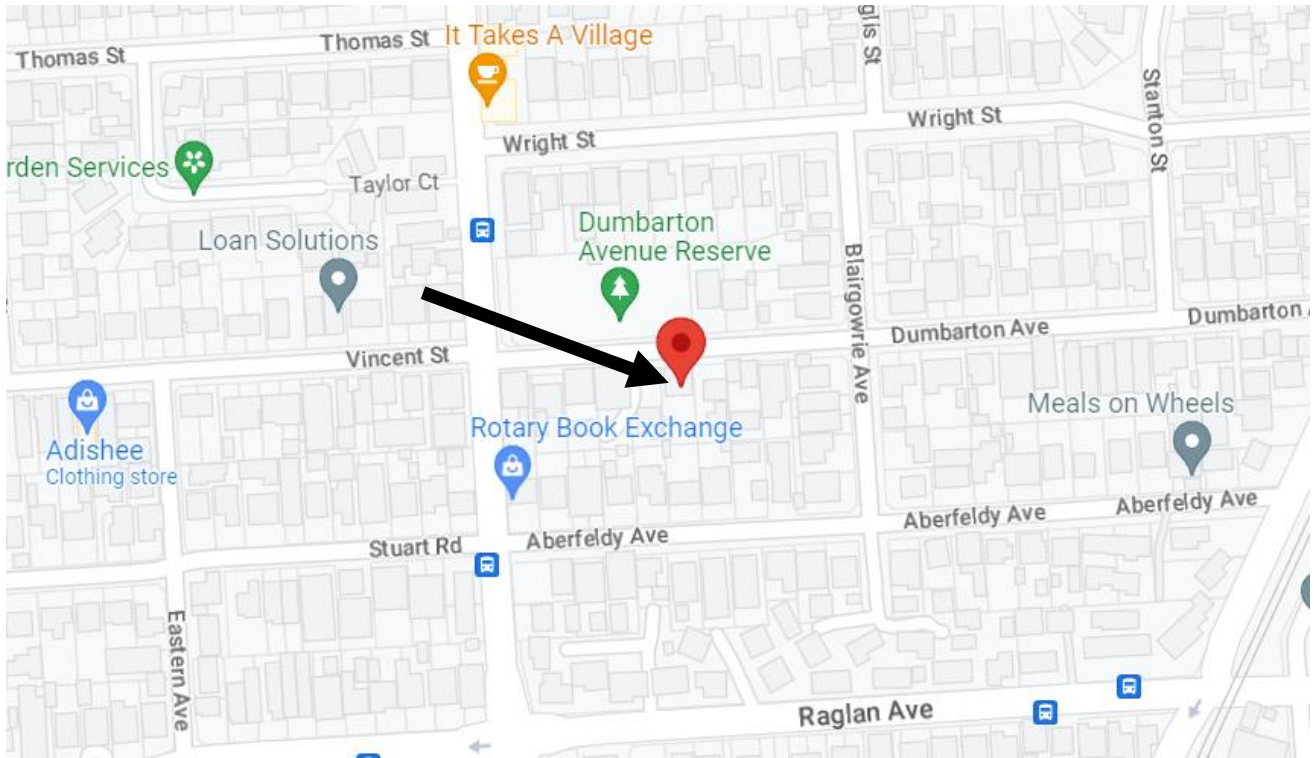 Thomas St
Thomas St
It Takes A Village
glis St
Stanton St
Wright St
Wright St
rden Services
Taylor Ct
Dumbarton
Avenue Reserve
Loan Solutions
Blairgowrie Ave
Dumbarton
Dumbarton Ave
Vincent St
Meals on Wheels
Rotary Book Exchange
Adishee
Clothing store
Aberfeldy Ave
Aberfeldy Ave
Aberfeldy Ave
Stuart Rd
Eastern Ave
Raglan Ave